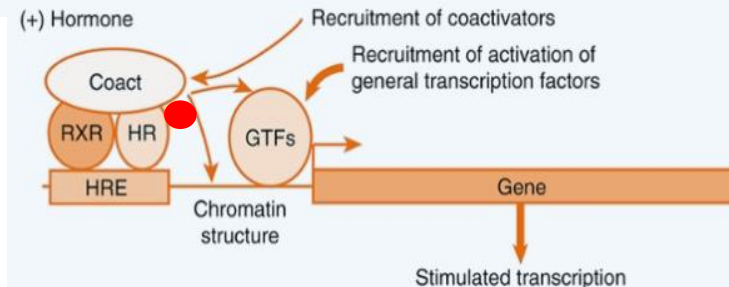 (+) Hormone
Recruitment of coactivators
Recruitment of activation of
general transcription factors
Coact
RXR
HR
GTFs
HRE
Gene
Chromatin
structure
Stimulated transcription